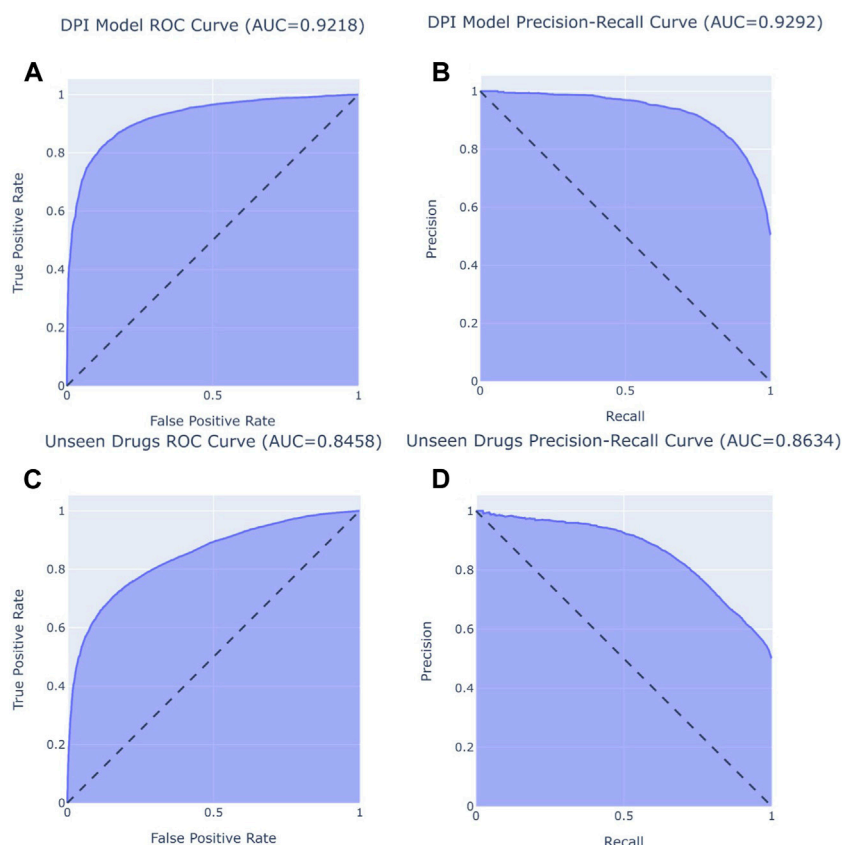 DPI Model ROC Curve (AUC=0.9218)
DPI Model Precision-Recall Curve (AUC=0.9292)
A
B
1
0.8
0.6
0.4
0.2
0
True Positive Rate
0
0.5
1
False Positive Rate
1
0.8
0.6
0.4
0.2
0
Precision
0
0.5
1
Recall
Unseen Drugs ROC Curve (AUC=0.8458)
Unseen Drugs Precision-Recall Curve (AUC=0.8634)
C
D
1
0.8
0.6
0.4
0.2
0
True Positive Rate
0
0.5
1
False Positive Rate
1
0.8
0.6
0.4
0.2
0
Precision
0
0.5
1
Recall